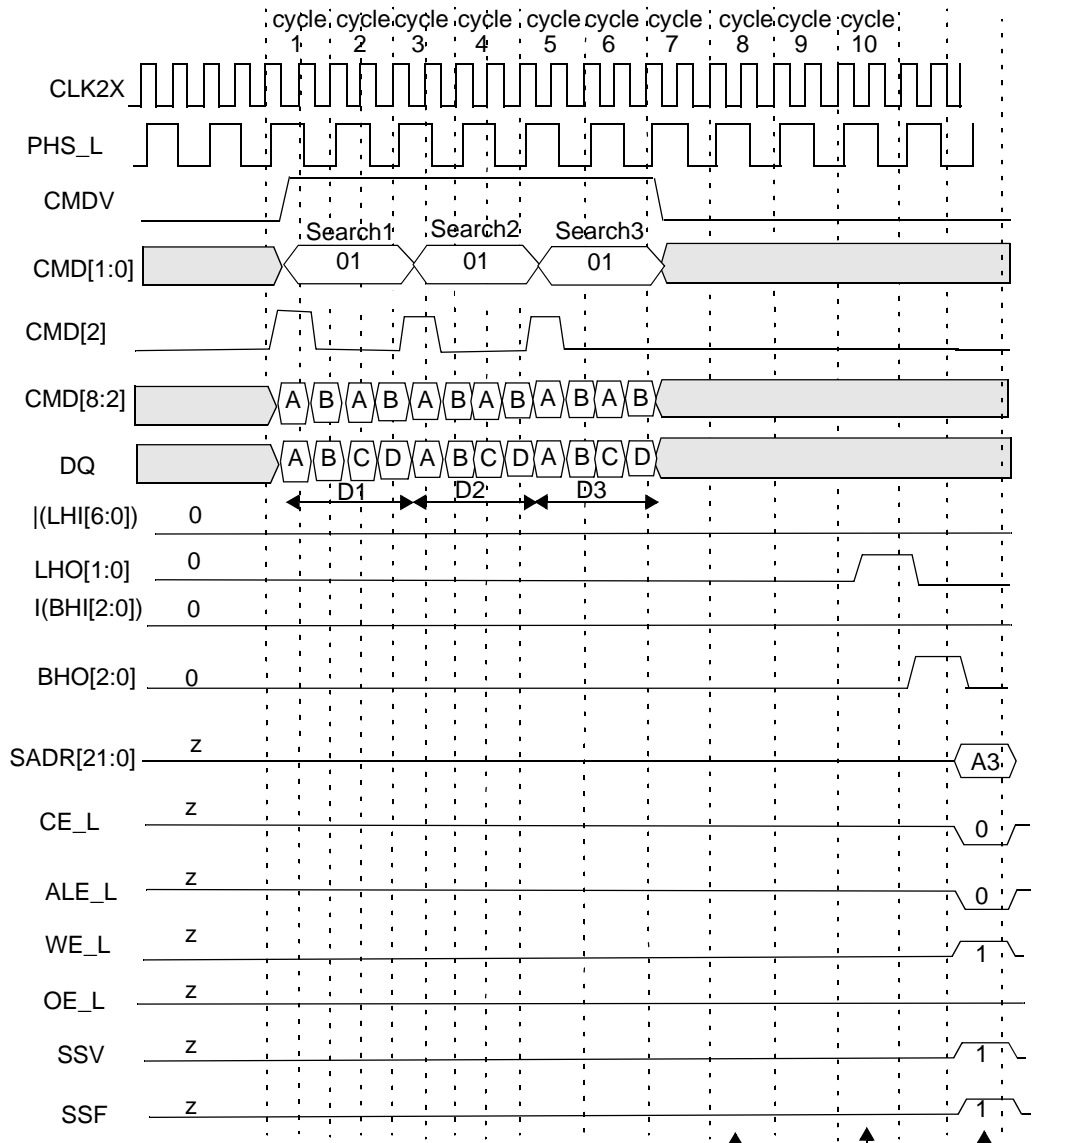 cycle cycle cycle cycle cycle cycle cycle cycle cycle cycle
1 2 3 4 5 6 7 8 9 10
CLK2X
PHS_L
CMDV
Search1 Search2 Search3
CMD[1:0] 01 01 01
CMD[2]
CMD[8:2] A B A B A B A B A B A B
DQ A B C D A B C D A B C D
D1 D2 D3
|(LHI[6:0]) 0
LHO[1:0] 0
I(BHI[2:0]) 0
BHO[2:0] 0
SADR[21:0] z A3
CE_L z 0
ALE_L z 0
WE_L z 1
OE_L z
SSV z 1
SSF z 1